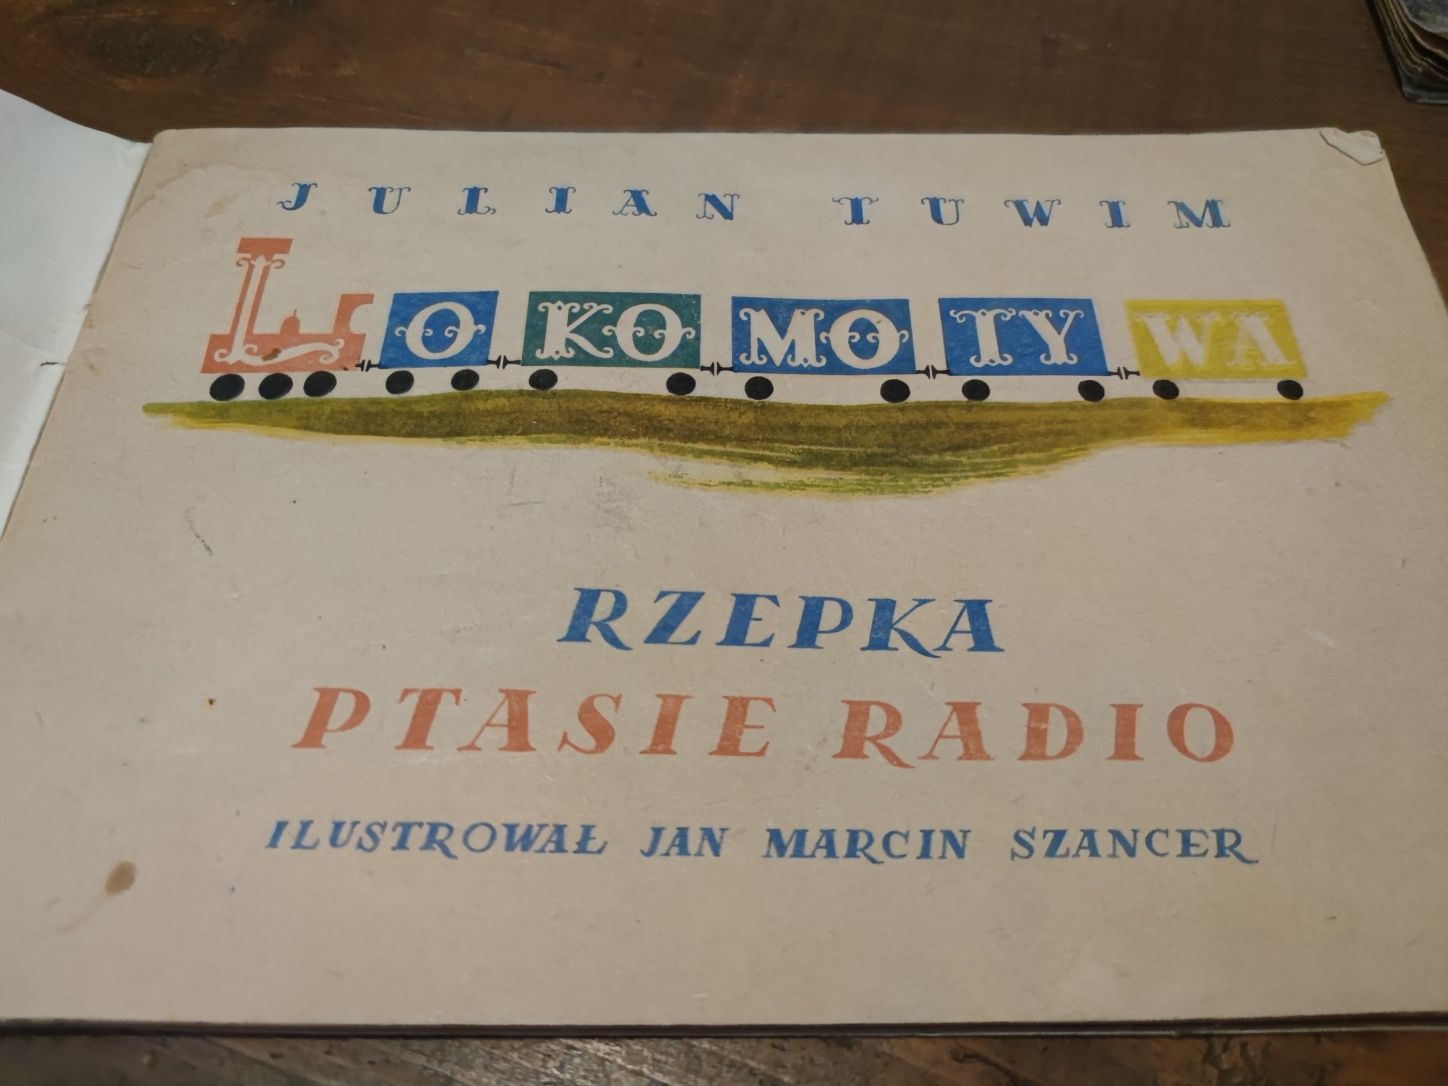 JULIAN TUWIM
LOKOMOTYWA
RZEPKA
PTASIE RADIO
ILUSTROWAŁ JAN MARCIN SZANCER